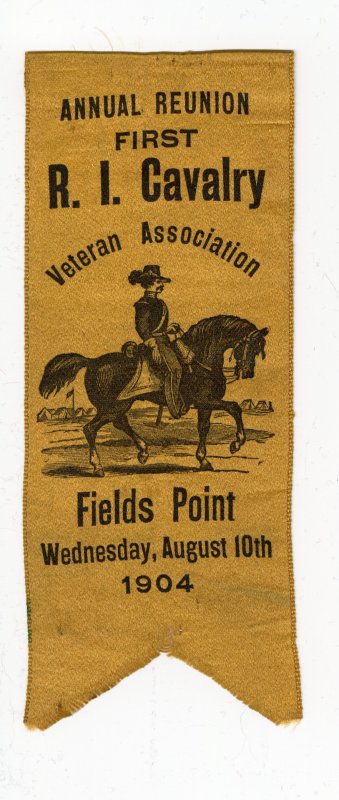 ANNUAL REUNION
FIRST
R. I. Cavalry
Veteran Association
Fields Point
Wednesday, August 10th
1904